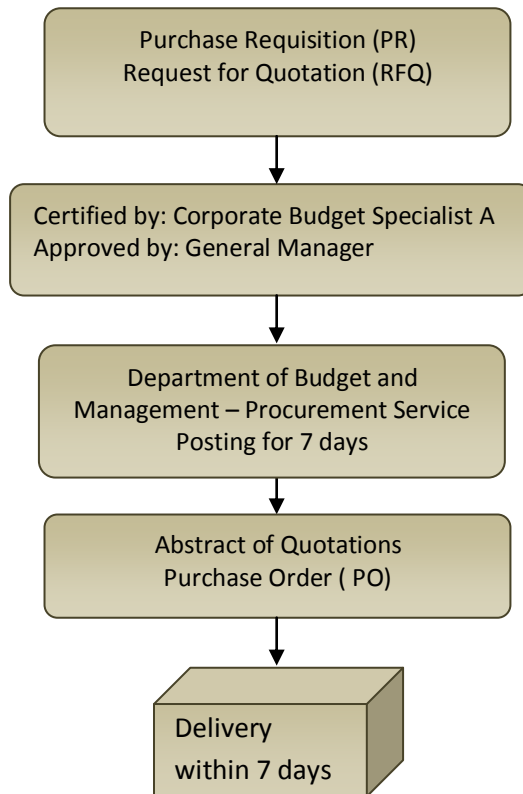 Purchase Requisition (PR)
Request for Quotation (RFQ)
Certified by: Corporate Budget Specialist A
Approved by: General Manager
Department of Budget and
Management – Procurement Service
Posting for 7 days
Abstract of Quotations
Purchase Order ( PO)
Delivery
within 7 days